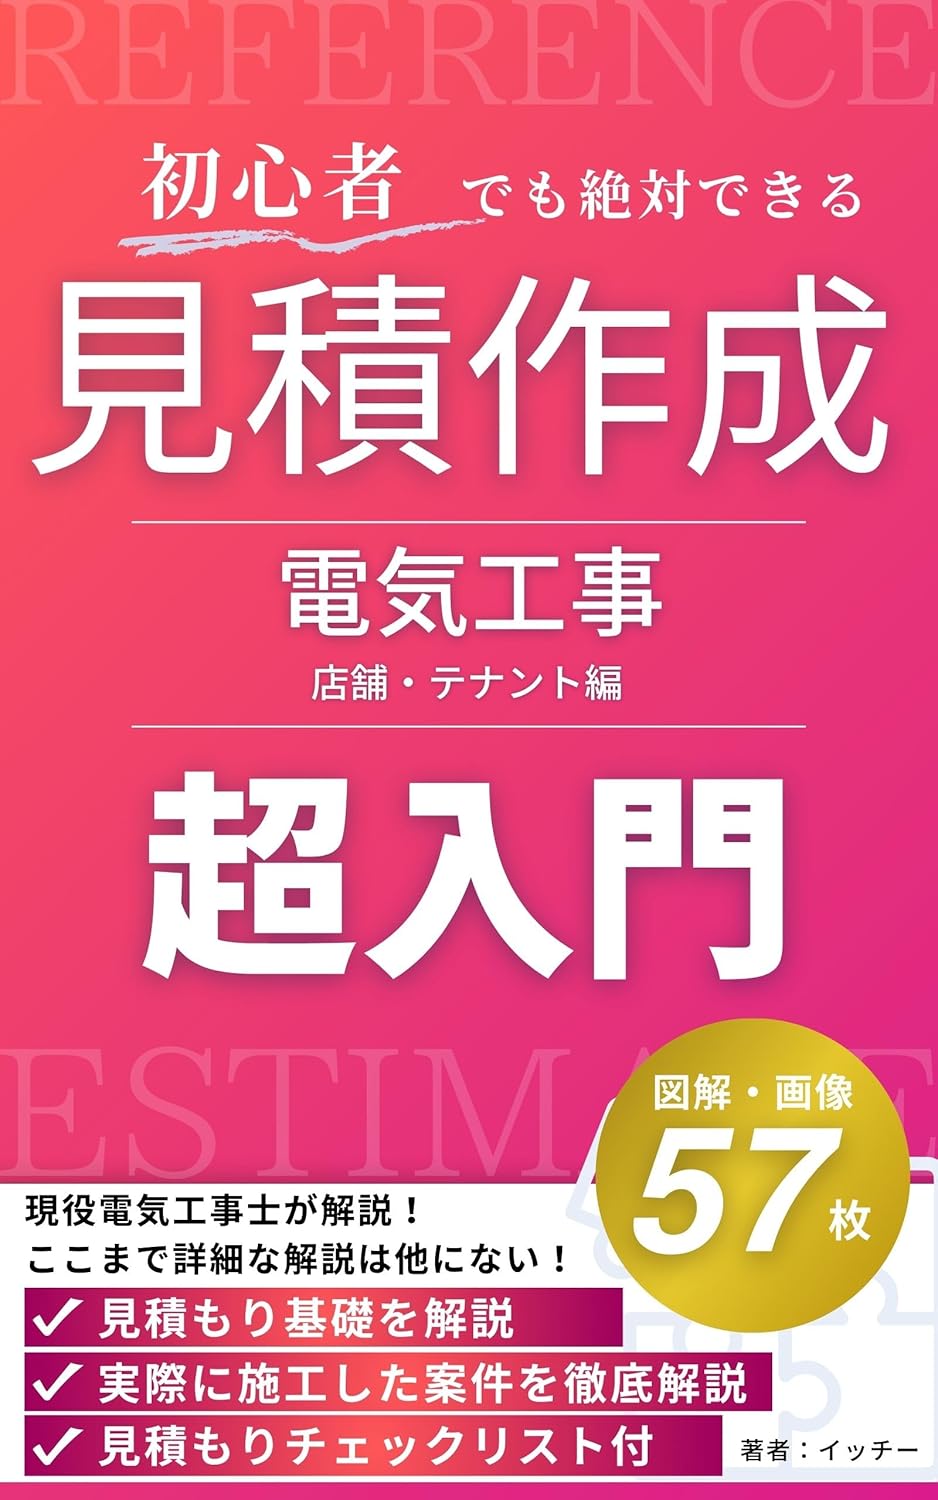 REFERENCE
初心者 でも絶対できる
見積作成
電気工事
店舗・テナント編
超入門
図解・画像
57枚
現役電気工事士が解説！
ここまで詳細な解説は他にない！
見積もり基礎を解説
実際に施工した案件を徹底解説
見積もりチェックリスト付
著者：イッチー